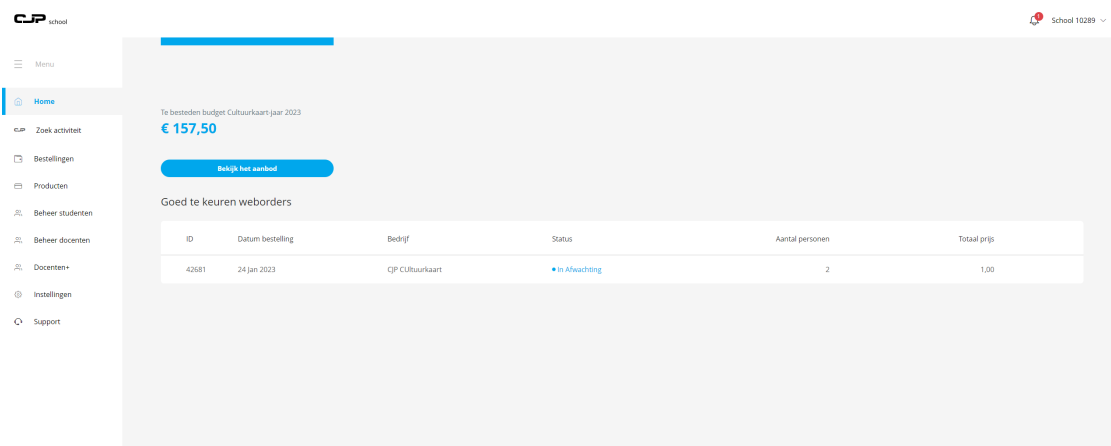 CJP school
1
School 10289
Menu
Home
CJP Zoek activiteit
Bestellingen
Producten
Beheer studenten
Beheer docenten
Docenten+
Instellingen
Support
Te besteden budget Cultuurkaart-jaar 2023
€ 157,50
Bekijk het aanbod
Goed te keuren weborders
ID Datum bestelling Bedrijf Status Aantal personen Totaal prijs
42681 24 Jan 2023 CJP CUltuurkaart In Afwachting 2 1,00